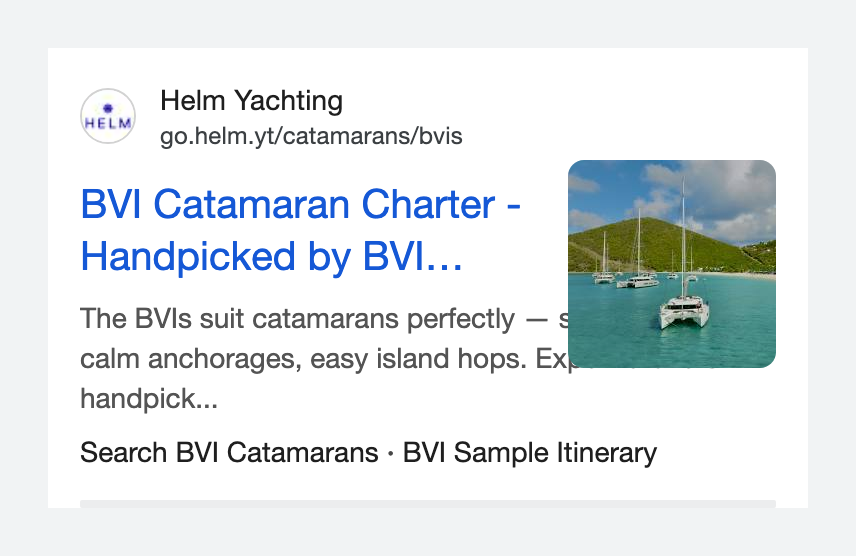 Helm Yachting
HELM
go.helm.yt/catamarans/bvis
BVI Catamaran Charter -
Handpicked by BVI...
The BVIs suit catamarans perfectly —
calm anchorages, easy island hops.
handpick...
Search BVI Catamarans · BVI Sample Itinerary